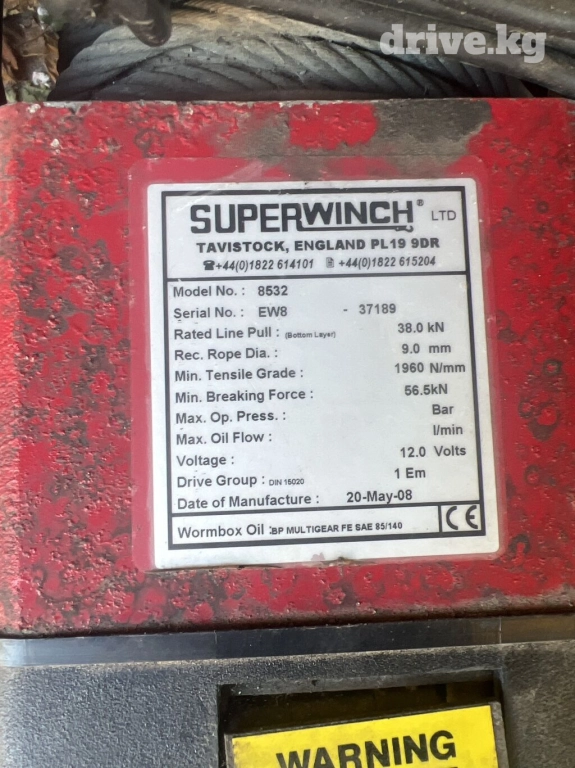 drive.kg
SUPERWINCH® LTD
TAVISTOCK, ENGLAND PL19 9DR
☎+44(0)1822 614101 +44(0)1822 615204
Model No. : 8532
Serial No. : EW8 - 37189
Rated Line Pull : (Bottom Layer) 38.0 kN
Rec. Rope Dia. : 9.0 mm
Min. Tensile Grade : 1960 N/mm
Min. Breaking Force : 56.5kN
Max. Op. Press. : Bar
Max. Oil Flow : l/min
Voltage : 12.0 Volts
Drive Group : DIN 15020 1 Em
Date of Manufacture : 20-May-08
Wormbox Oil :BP MULTIGEAR FE SAE 85/140 CE
WARNING